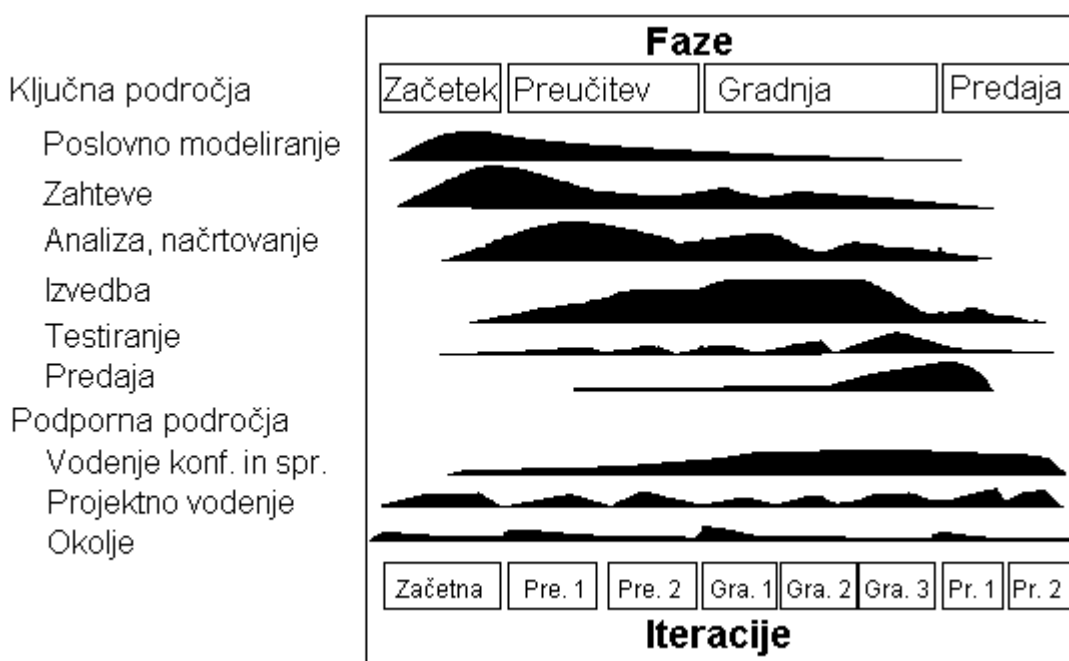 Faze
Začetek Preučitev Gradnja Predaja
Ključna področja
Poslovno modeliranje
Zahteve
Analiza, načrtovanje
Izvedba
Testiranje
Predaja
Podporna področja
Vodenje konf. in spr.
Projektno vodenje
Okolje
Začetna Pre. 1 Pre. 2 Gra. 1 Gra. 2 Gra. 3 Pr. 1 Pr. 2
Iteracije